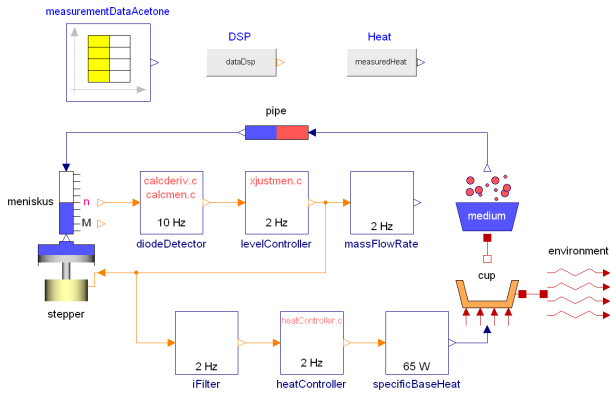 measurementDataAcetone
DSP
Heat
dataDsp
measuredHeat
pipe
meniskus
n
M
calcderiv.c
calcmen.c
10 Hz
diodeDetector
xjustmen.c
2 Hz
levelController
2 Hz
massFlowRate
medium
environment
cup
stepper
2 Hz
iFilter
heatController.c
2 Hz
heatController
65 W
specificBaseHeat